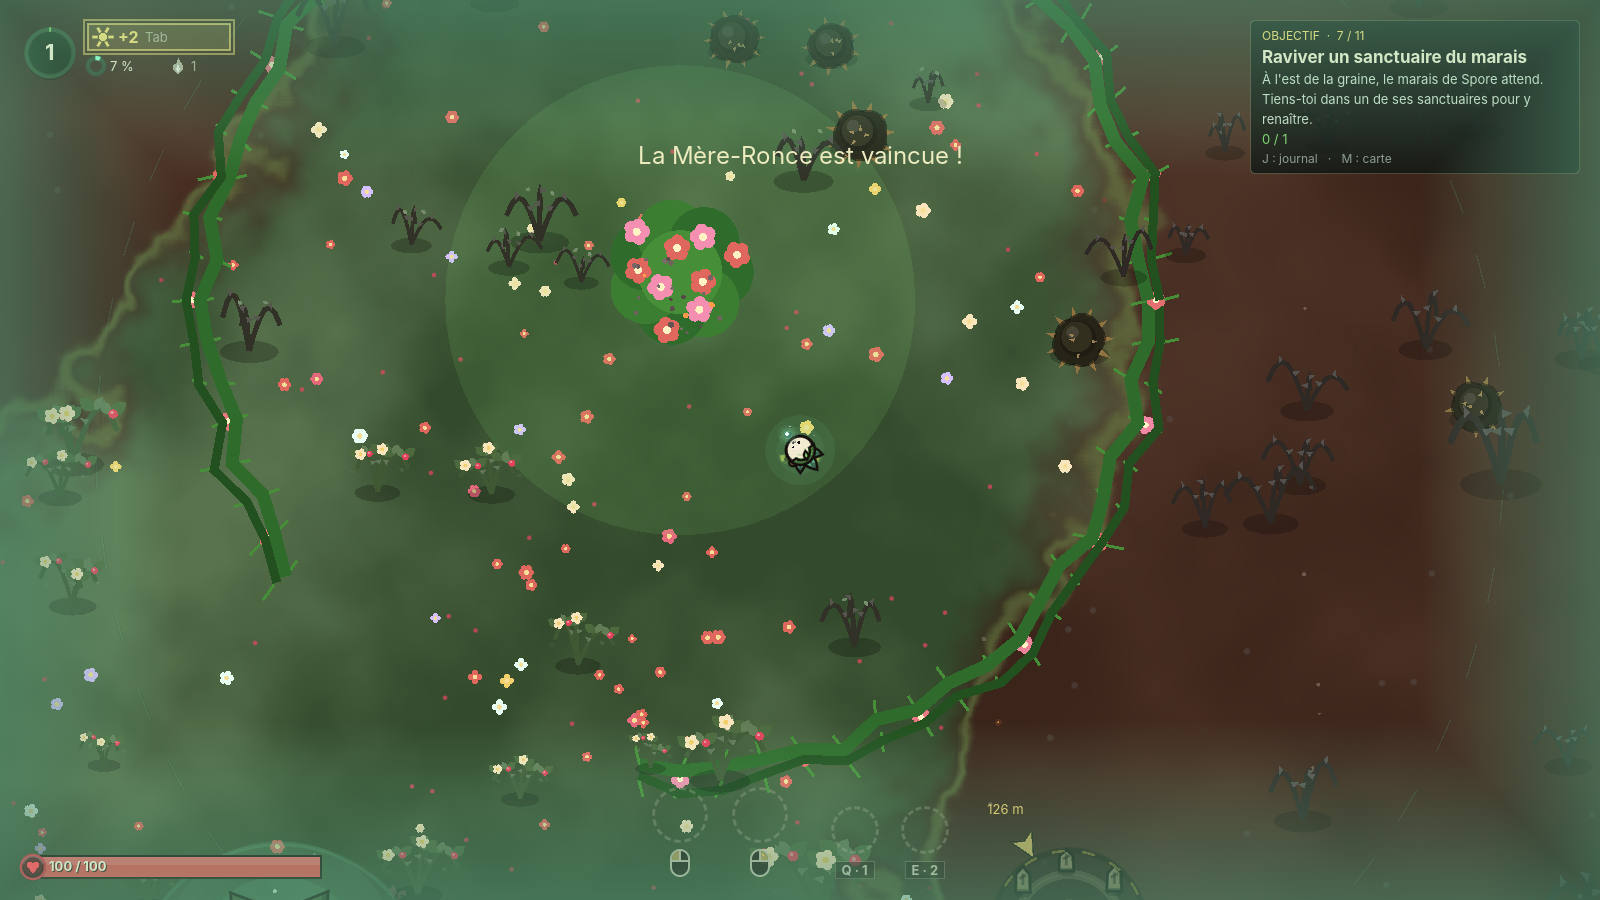 1
+2 Tab
7 %
1
OBJECTIF · 7 / 11
Raviver un sanctuaire du marais
À l'est de la graine, le marais de Spore attend.
Tiens-toi dans un de ses sanctuaires pour y
renaître.
0 / 1
J : journal · M : carte
La Mère-Ronce est vaincue !
126 m
100 / 100
Q · 1
E · 2